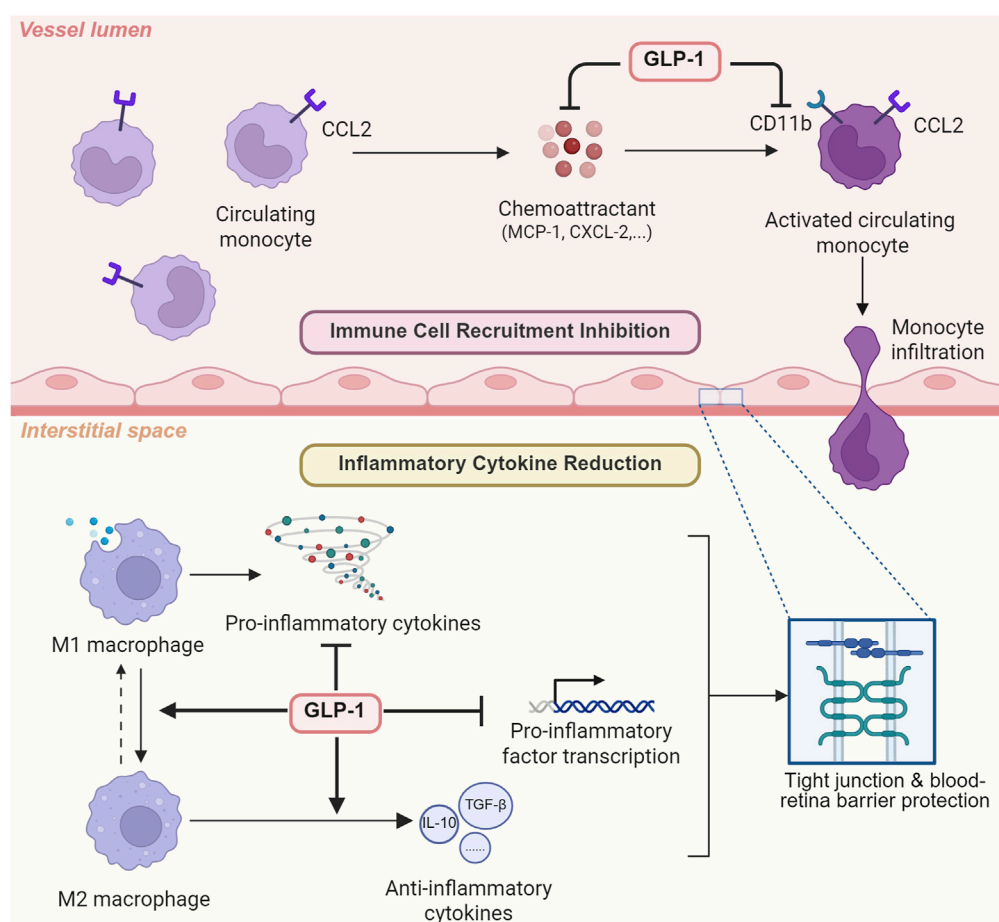 Vessel lumen
GLP-1
CCL2
CD11b
CCL2
Circulating
monocyte
Chemoattractant
(MCP-1, CXCL-2,...)
Activated circulating
monocyte
Immune Cell Recruitment Inhibition
Monocyte
infiltration
Interstitial space
Inflammatory Cytokine Reduction
M1 macrophage
Pro-inflammatory cytokines
GLP-1
Pro-inflammatory
factor transcription
Tight junction & blood-
retina barrier protection
IL-10
TGF-β
......
M2 macrophage
Anti-inflammatory
cytokines